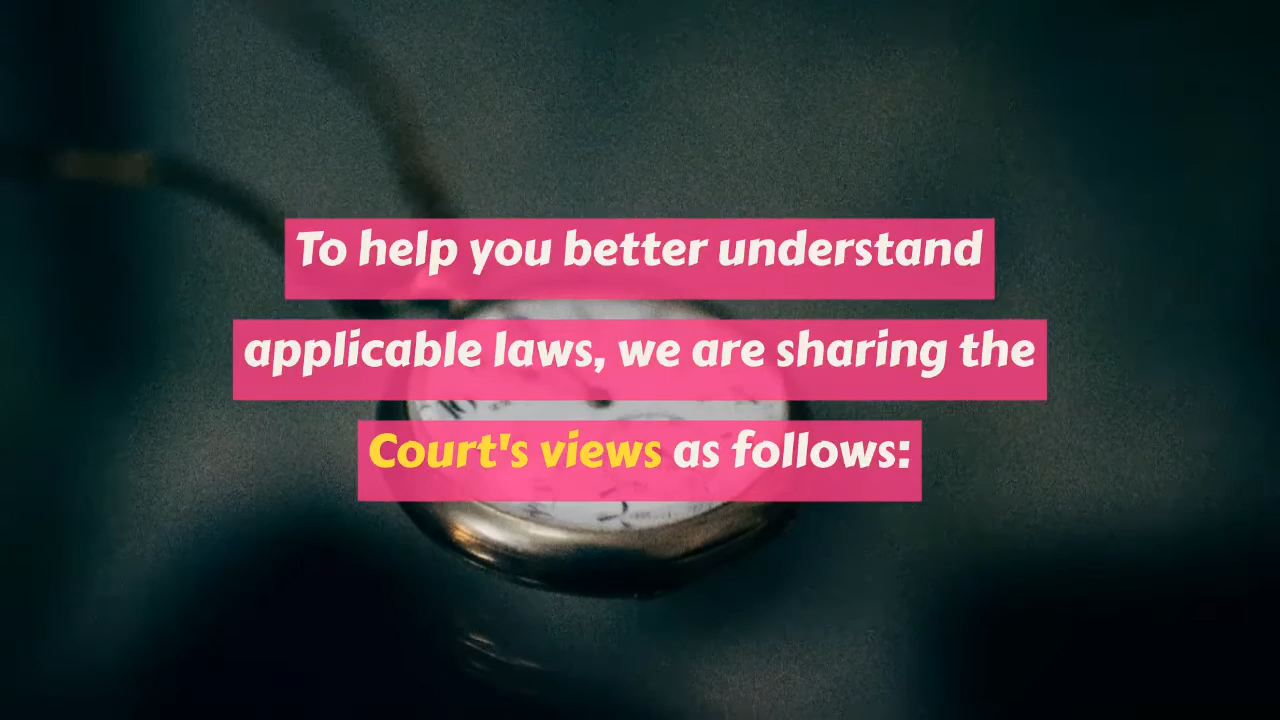 To help you better understand
applicable laws, we are sharing the
Court's views as follows: